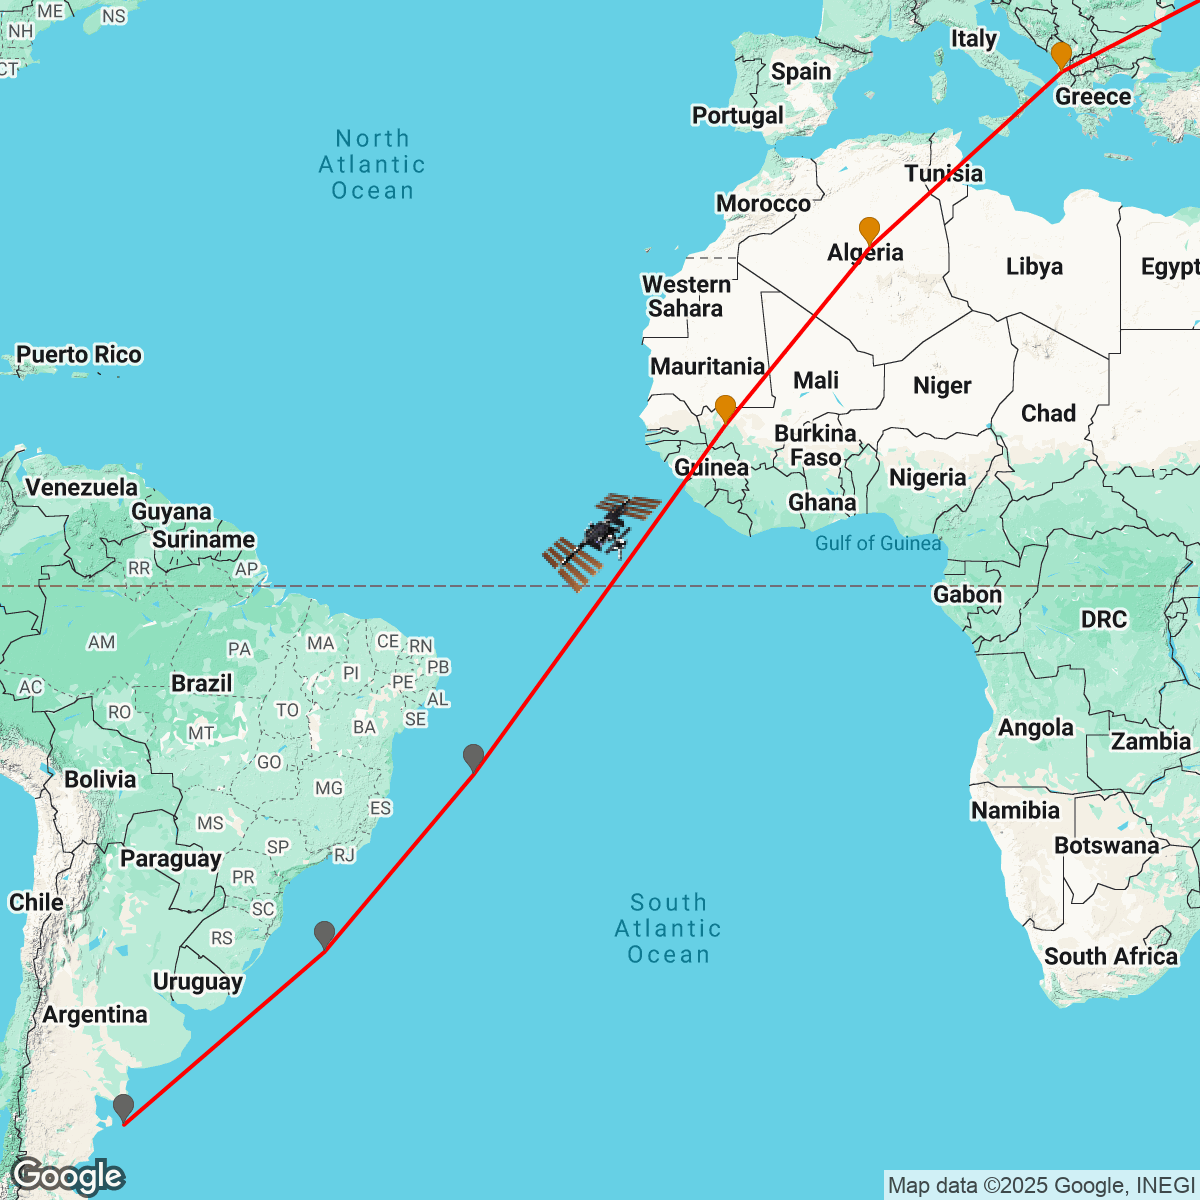 ME
NS
NH
CT
Italy
Spain
Greece
Portugal
North
Atlantic
Ocean
Tunisia
Morocco
Algeria
Libya
Egypt
Western
Sahara
Puerto Rico
Mauritania
Mali
Niger
Chad
Burkina
Faso
Guinea
Nigeria
Venezuela
Ghana
Guyana
Suriname
Gulf of Guinea
RR
AP
Gabon
DRC
AM
PA
MA
CE
RN
PB
PI
PE
AC
Brazil
AL
TO
SE
RO
BA
MT
Angola
Zambia
GO
Bolivia
MG
ES
Namibia
MS
SP
Botswana
Paraguay
RJ
PR
Chile
SC
South
Atlantic
Ocean
RS
South Africa
Uruguay
Argentina
Google
Map data ©2025 Google, INEGI